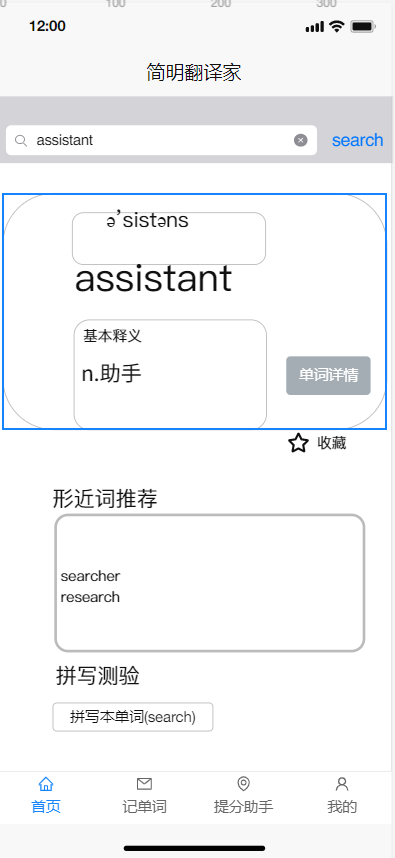 0 100 200 300
12:00
简明翻译家
assistant search
ə'sistəns
assistant
基本释义
n.助手
单词详情
收藏
形近词推荐
searcher
research
拼写测验
拼写本单词(search)
首页 记单词 提分助手 我的